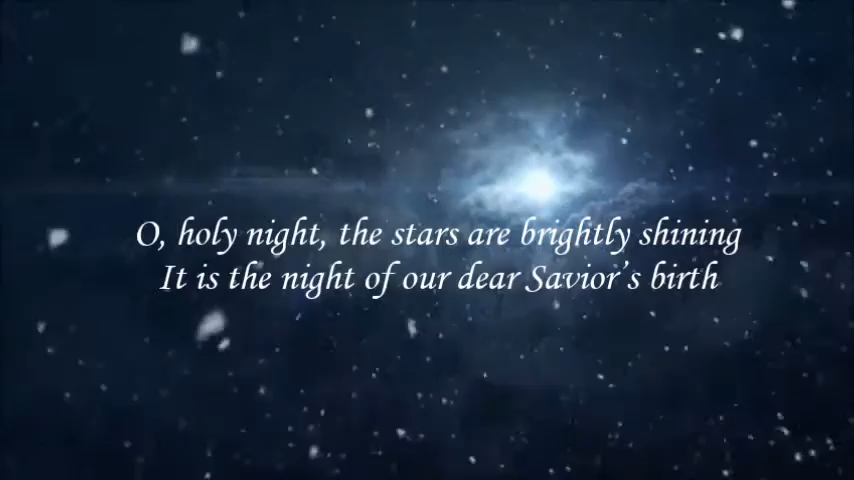 O, holy night, the stars are brightly shining
It is the night of our dear Savior’s birth